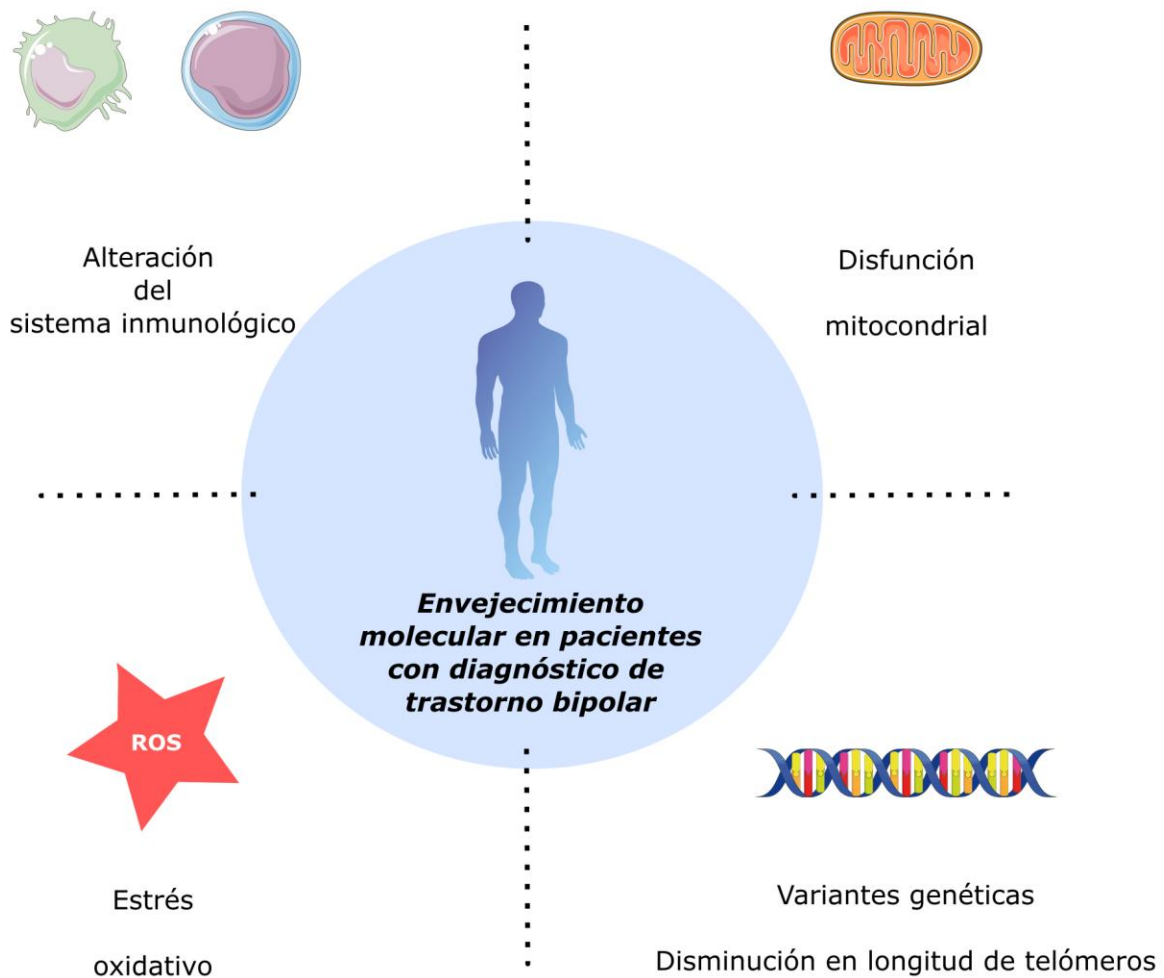 Alteración
del
sistema inmunológico
Disfunción
mitocondrial
Envejecimiento
molecular en pacientes
con diagnóstico de
trastorno bipolar
ROS
Estrés
oxidativo
Variantes genéticas
Disminución en longitud de telómeros